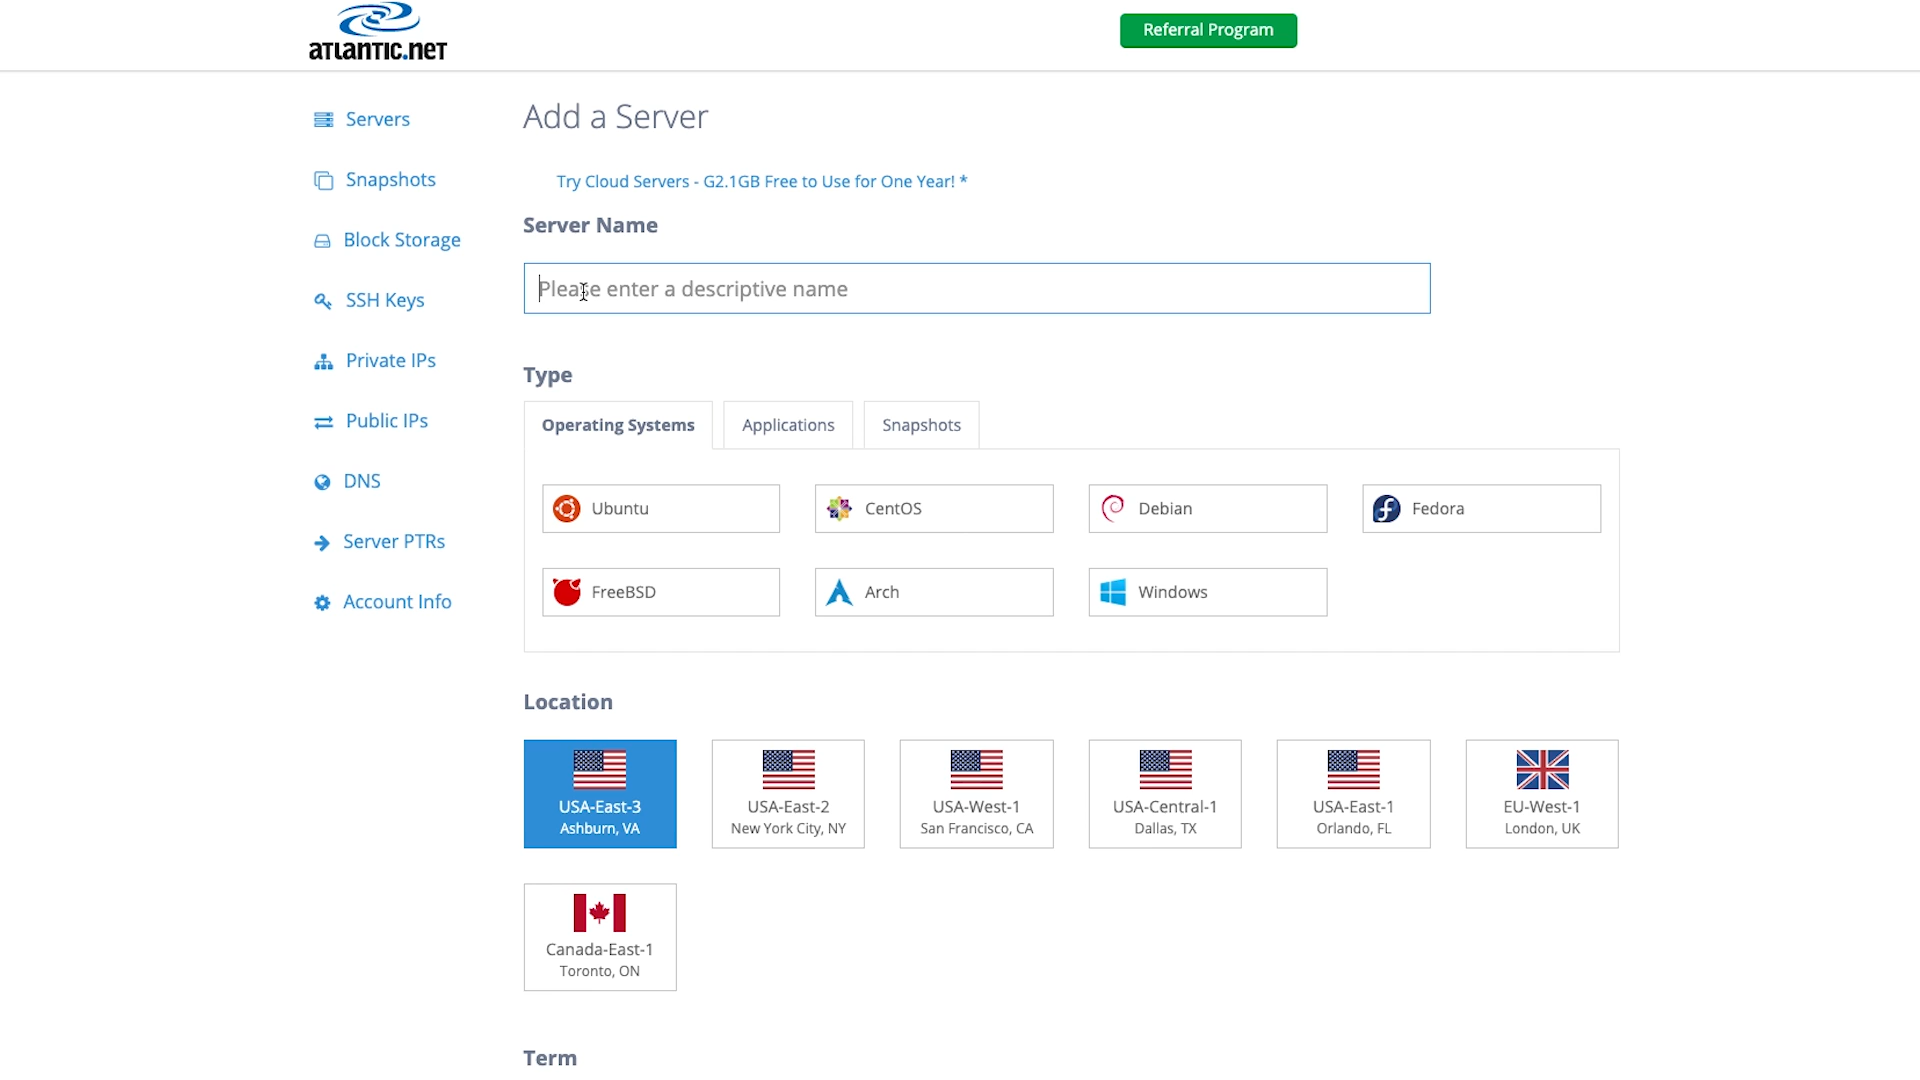 ATLANTIC.NET
Referral Program
Servers
Snapshots
Block Storage
SSH Keys
Private IPs
Public IPs
DNS
Server PTRs
Account Info
Add a Server
Try Cloud Servers - G2.1GB Free to Use for One Year! *
Server Name
Please enter a descriptive name
Type
Operating Systems
Applications
Snapshots
Ubuntu
CentOS
Debian
Fedora
FreeBSD
Arch
Windows
Location
USA-East-3
Ashburn, VA
USA-East-2
New York City, NY
USA-West-1
San Francisco, CA
USA-Central-1
Dallas, TX
USA-East-1
Orlando, FL
EU-West-1
London, UK
Canada-East-1
Toronto, ON
Term